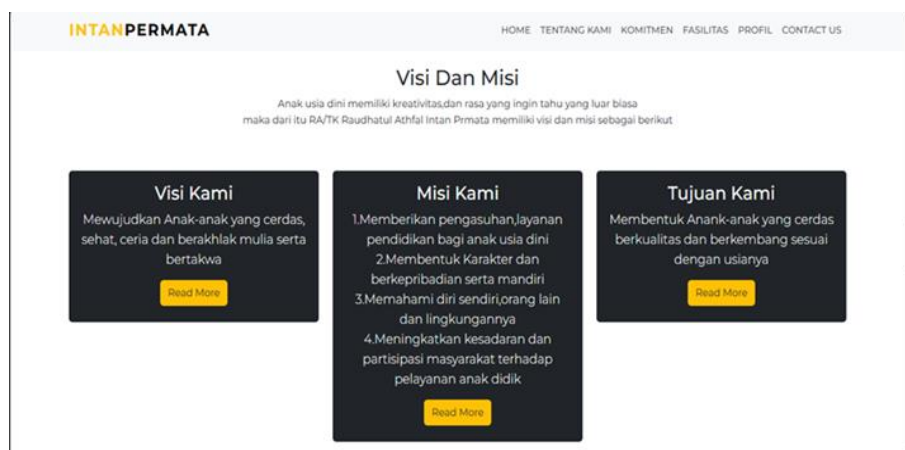 INTANPERMATA
HOME TENTANG KAMI KOMITMEN FASILITAS PROFIL CONTACT US
Visi Dan Misi
Anak usia dini memiliki kreativitas,dan rasa yang ingin tahu yang luar biasa
maka dari itu RA/TK Raudhatul Athfal Intan Prmata memiliki visi dan misi sebagai berikut
Visi Kami
Mewujudkan Anak-anak yang cerdas,
sehat, ceria dan berakhlak mulia serta
bertakwa
Read More
Misi Kami
1.Memberikan pengasuhan,layanan
pendidikan bagi anak usia dini
2.Membentuk Karakter dan
berkepribadian serta mandiri
3.Memahami diri sendiri,orang lain
dan lingkungannya
4.Meningkatkan kesadaran dan
partisipasi masyarakat terhadap
pelayanan anak didik
Read More
Tujuan Kami
Membentuk Anank-anak yang cerdas
berkualitas dan berkembang sesuai
dengan usianya
Read More